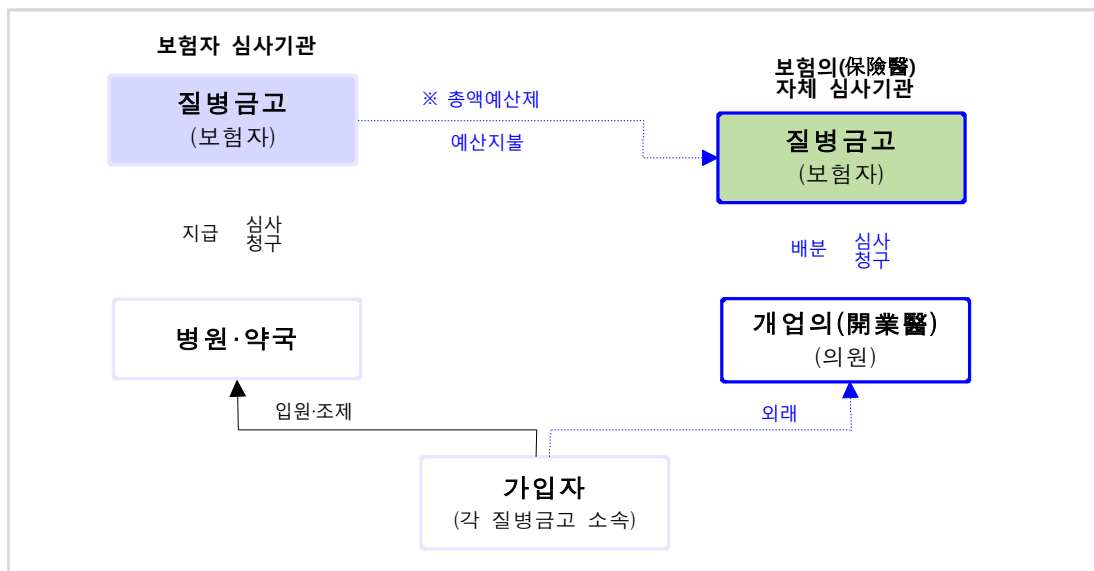 보험자 심사기관
질병금고
(보험자)
※ 총액예산제
예산지불
보험의(保險醫)
자체 심사기관
질병금고
(보험자)
지급
심사
청구
배분
심사
청구
병원·약국
개업의(開業醫)
(의원)
입원·조제
외래
가입자
(각 질병금고 소속)